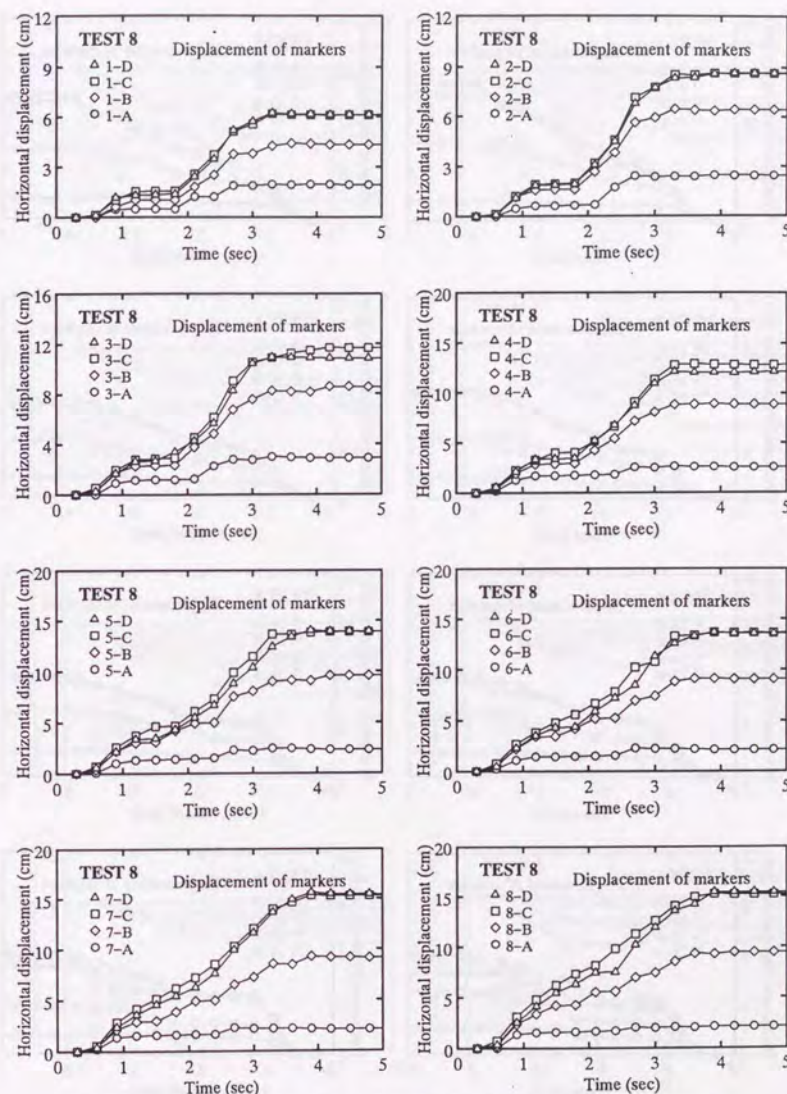 Horizontal displacement (cm)
12
9
6
3
0
TEST 8
Displacement of markers
1–D
1–C
1–B
1–A
0 1 2 3 4 5
Time (sec)
Horizontal displacement (cm)
12
9
6
3
0
TEST 8
Displacement of markers
2–D
2–C
2–B
2–A
0 1 2 3 4 5
Time (sec)
Horizontal displacement (cm)
16
12
8
4
0
TEST 8
Displacement of markers
3–D
3–C
3–B
3–A
0 1 2 3 4 5
Time (sec)
Horizontal displacement (cm)
20
15
10
5
0
TEST 8
Displacement of markers
4–D
4–C
4–B
4–A
0 1 2 3 4 5
Time (sec)
Horizontal displacement (cm)
20
15
10
5
0
TEST 8
Displacement of markers
5–D
5–C
5–B
5–A
0 1 2 3 4 5
Time (sec)
Horizontal displacement (cm)
20
15
10
5
0
TEST 8
Displacement of markers
6–D
6–C
6–B
6–A
0 1 2 3 4 5
Time (sec)
Horizontal displacement (cm)
20
15
10
5
0
TEST 8
Displacement of markers
7–D
7–C
7–B
7–A
0 1 2 3 4 5
Time (sec)
Horizontal displacement (cm)
20
15
10
5
0
TEST 8
Displacement of markers
8–D
8–C
8–B
8–A
0 1 2 3 4 5
Time (sec)